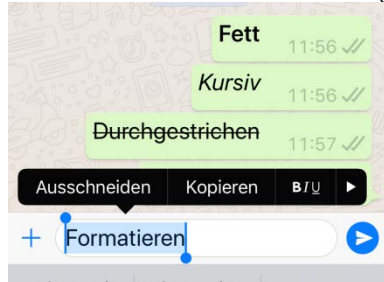 Fett 11:56
Kursiv 11:56
Durchgestrichen 11:57
Ausschneiden Kopieren BIU
Formatieren